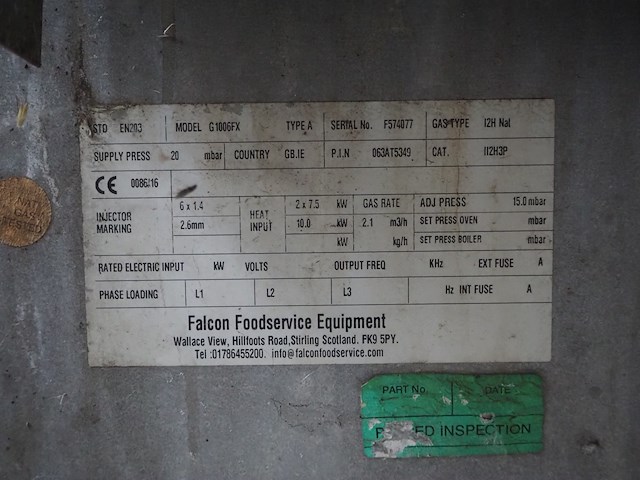 STD EN203 MODEL G1006FX TYPE A SERIAL No. F574077 GAS TYPE I2H Nat
SUPPLY PRESS 20 mbar COUNTRY GB.IE P.I.N 063AT5349 CAT. II2H3P
CE 0086/16
INJECTOR MARKING 6 x 1.4 HEAT INPUT 2 x 7.5 kW GAS RATE ADJ PRESS 15.0 mbar
2.6mm 10.0 kW 2.1 m3/h SET PRESS OVEN mbar
kW kg/h SET PRESS BOILER mbar
RATED ELECTRIC INPUT kW VOLTS OUTPUT FREQ KHz EXT FUSE A
PHASE LOADING L1 L2 L3 Hz INT FUSE A
Falcon Foodservice Equipment
Wallace View, Hillfoots Road,Stirling Scotland. FK9 5PY.
Tel :01786455200. info@falconfoodservice.com
NAT
GAS
TESTED
PART No. DATE
INSPECTION